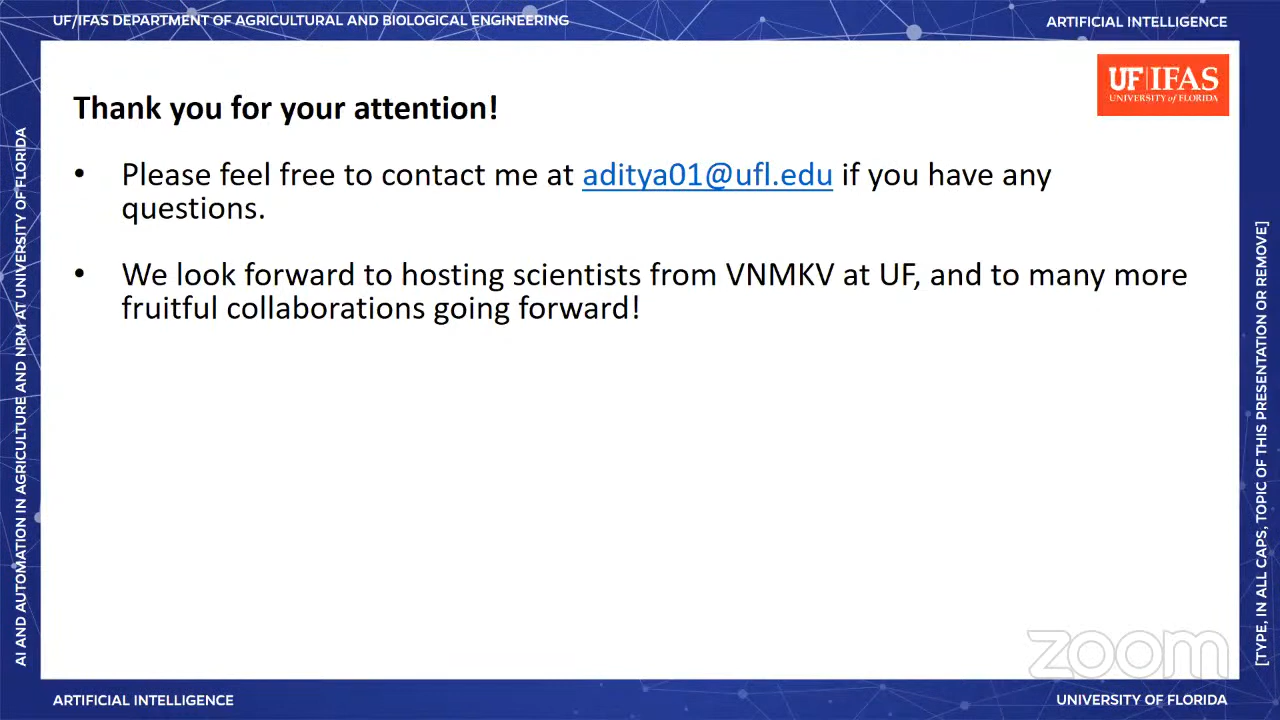 UF/IFAS DEPARTMENT OF AGRICULTURAL AND BIOLOGICAL ENGINEERING
ARTIFICIAL INTELLIGENCE
UF|IFAS
UNIVERSITY of FLORIDA
Thank you for your attention!
• Please feel free to contact me at aditya01@ufl.edu if you have any
questions.
• We look forward to hosting scientists from VNMKV at UF, and to many more
fruitful collaborations going forward!
AI AND AUTOMATION IN AGRICULTURE AND NRM AT UNIVERSITY OF FLORIDA
[TYPE, IN ALL CAPS, TOPIC OF THIS PRESENTATION OR REMOVE]
zoom
ARTIFICIAL INTELLIGENCE
UNIVERSITY OF FLORIDA